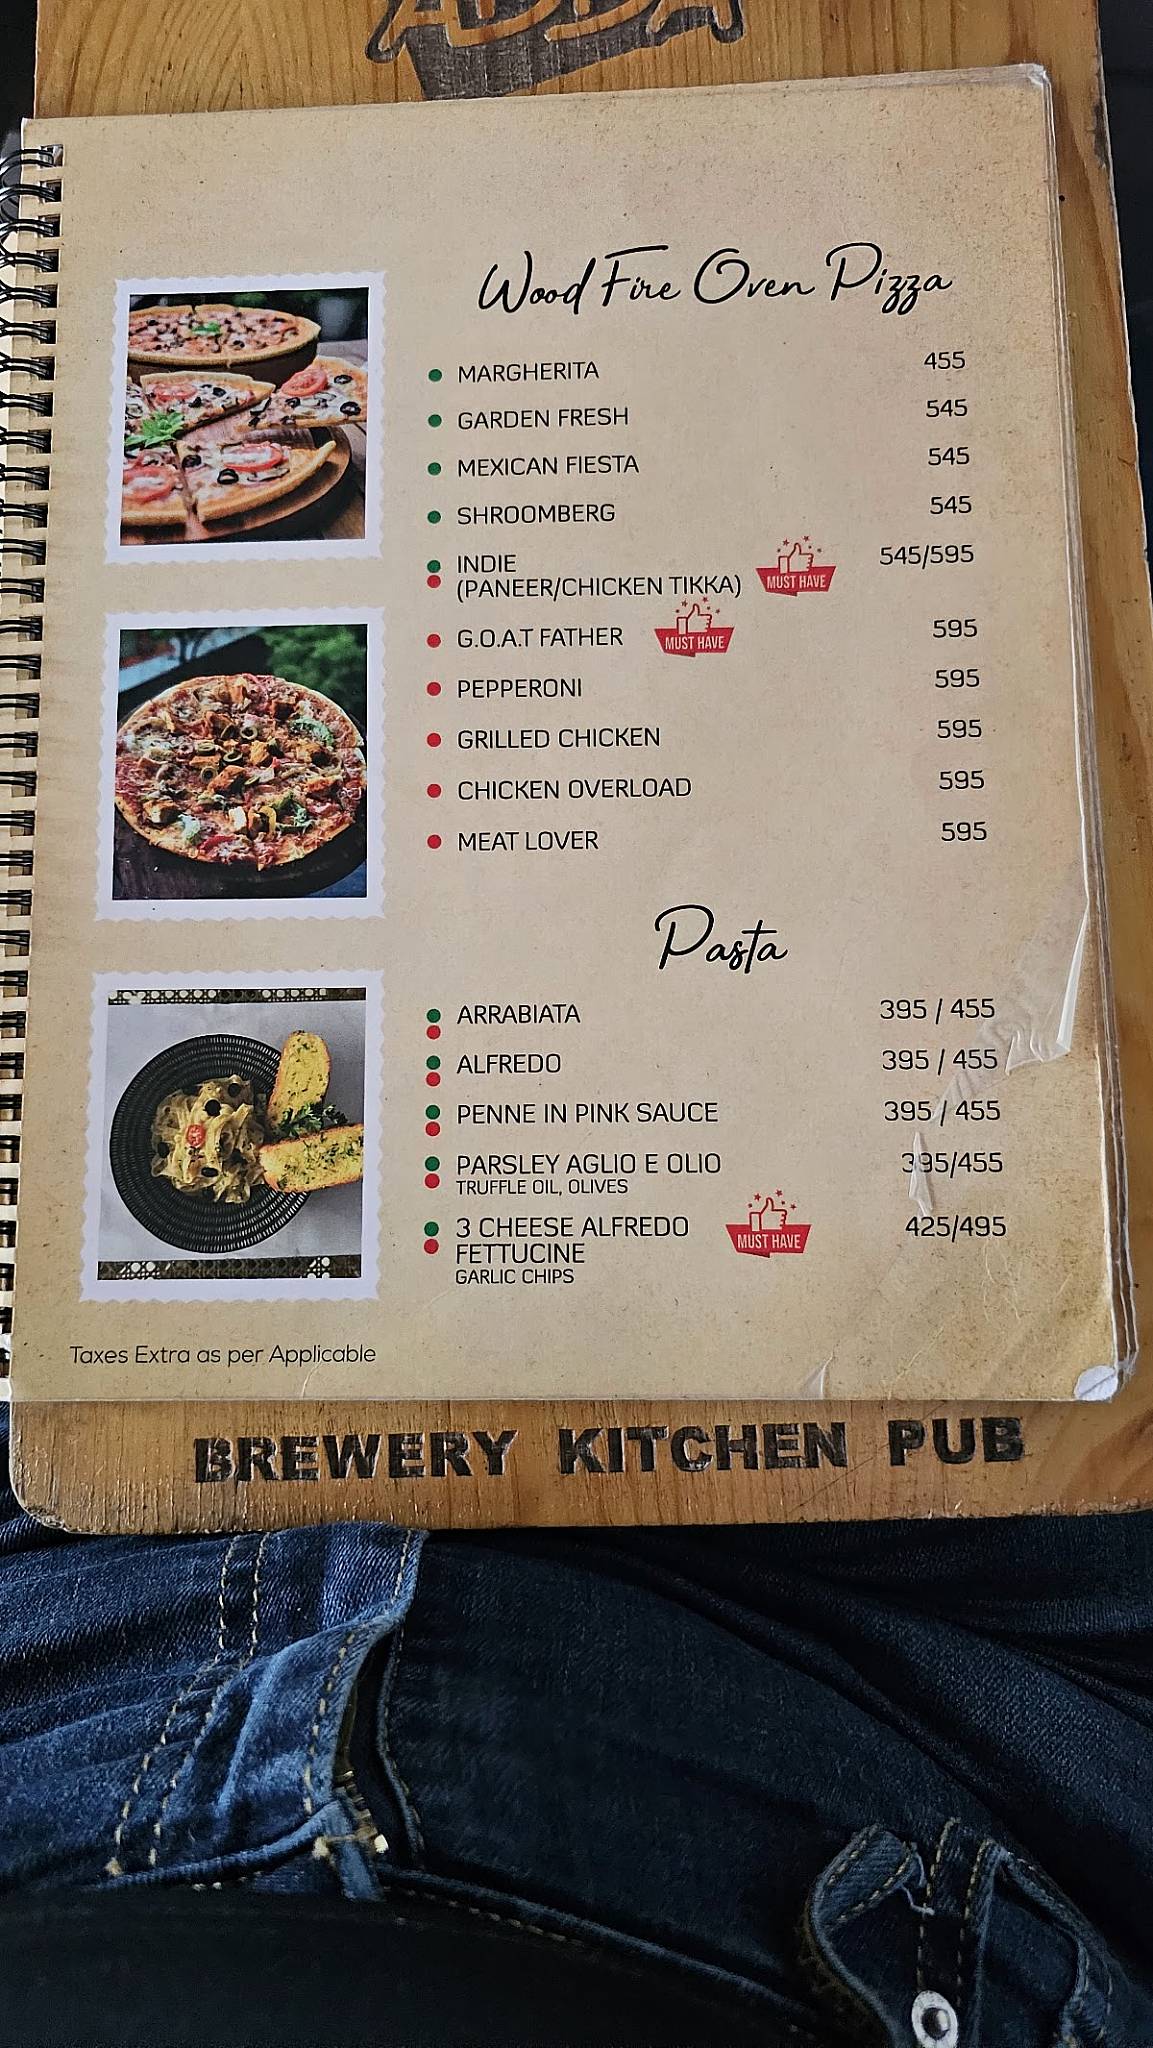 Wood Fire Oven Pizza
MARGHERITA 455
GARDEN FRESH 545
MEXICAN FIESTA 545
SHROOMBERG 545
INDIE 545/595
(PANEER/CHICKEN TIKKA) MUST HAVE
G.O.A.T FATHER MUST HAVE 595
PEPPERONI 595
GRILLED CHICKEN 595
CHICKEN OVERLOAD 595
MEAT LOVER 595
Pasta
ARRABIATA 395 / 455
ALFREDO 395 / 455
PENNE IN PINK SAUCE 395 / 455
PARSLEY AGLIO E OLIO 395/455
TRUFFLE OIL, OLIVES
3 CHEESE ALFREDO MUST HAVE 425/495
FETTUCINE
GARLIC CHIPS
Taxes Extra as per Applicable
BREWERY KITCHEN PUB